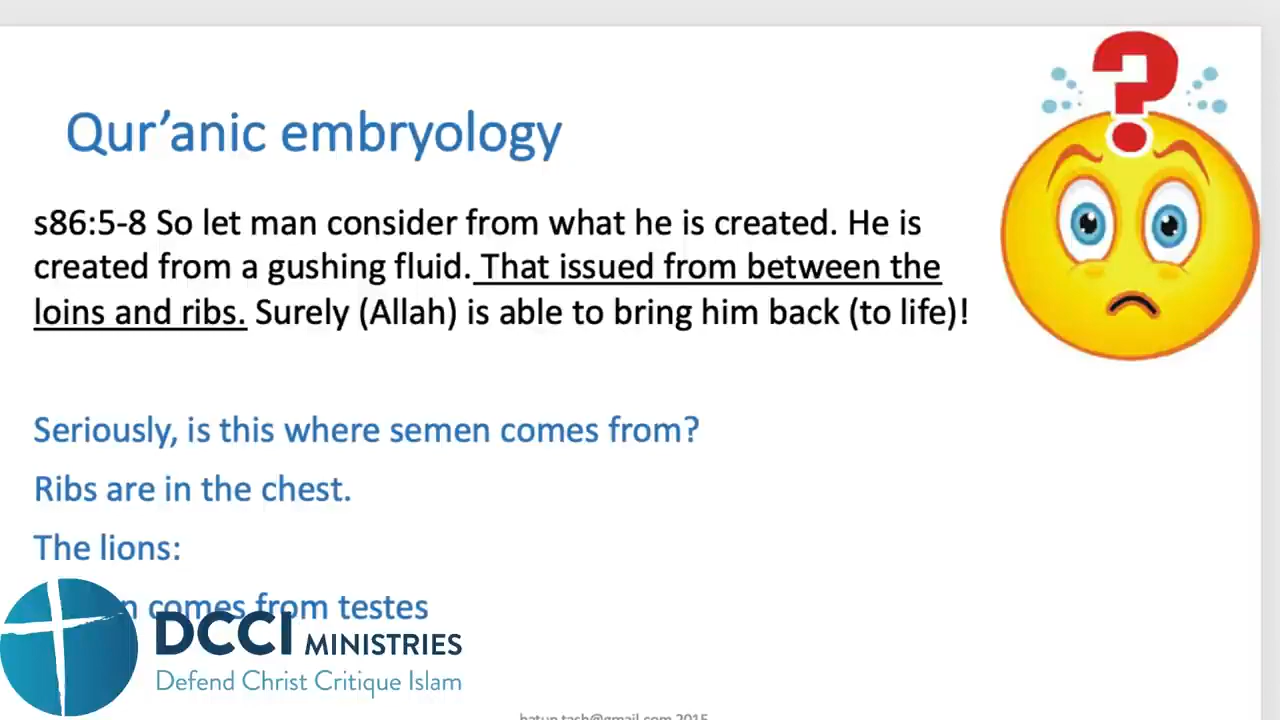 Qur’anic embryology
s86:5-8 So let man consider from what he is created. He is
created from a gushing fluid. That issued from between the
loins and ribs. Surely (Allah) is able to bring him back (to life)!
Seriously, is this where semen comes from?
Ribs are in the chest.
The lions:
comes from testes
DCCI MINISTRIES
Defend Christ Critique Islam